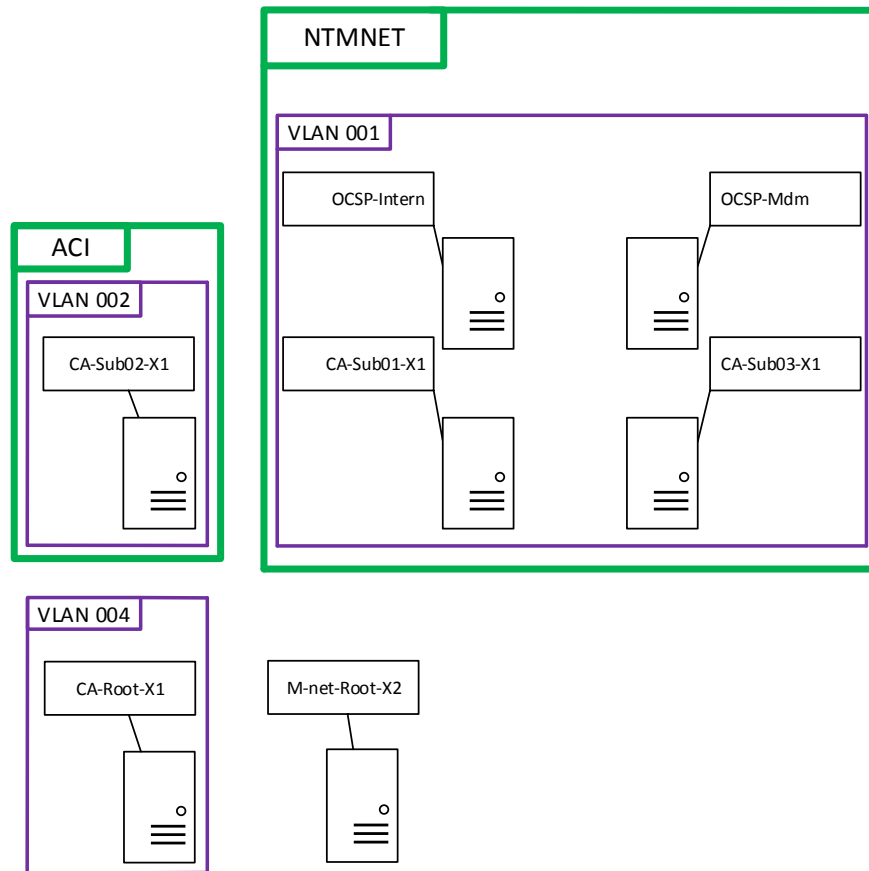 NTMNET
VLAN 001
OCSP-Intern
OCSP-Mdm
ACI
VLAN 002
CA-Sub02-X1
CA-Sub01-X1
CA-Sub03-X1
VLAN 004
CA-Root-X1
M-net-Root-X2